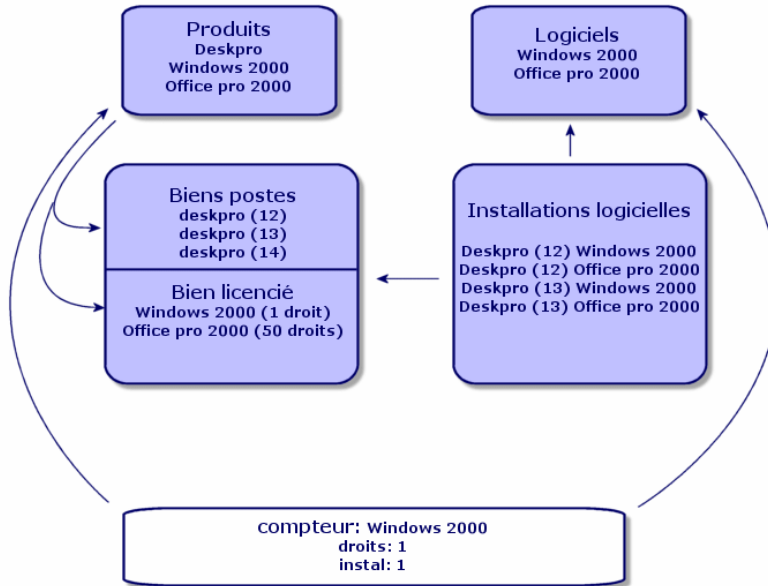 Produits
Deskpro
Windows 2000
Office pro 2000
Logiciels
Windows 2000
Office pro 2000
Biens postes
deskpro (12)
deskpro (13)
deskpro (14)
Bien licencié
Windows 2000 (1 droit)
Office pro 2000 (50 droits)
Installations logicielles
Deskpro (12) Windows 2000
Deskpro (12) Office pro 2000
Deskpro (13) Windows 2000
Deskpro (13) Office pro 2000
compteur: Windows 2000
droits: 1
instal: 1